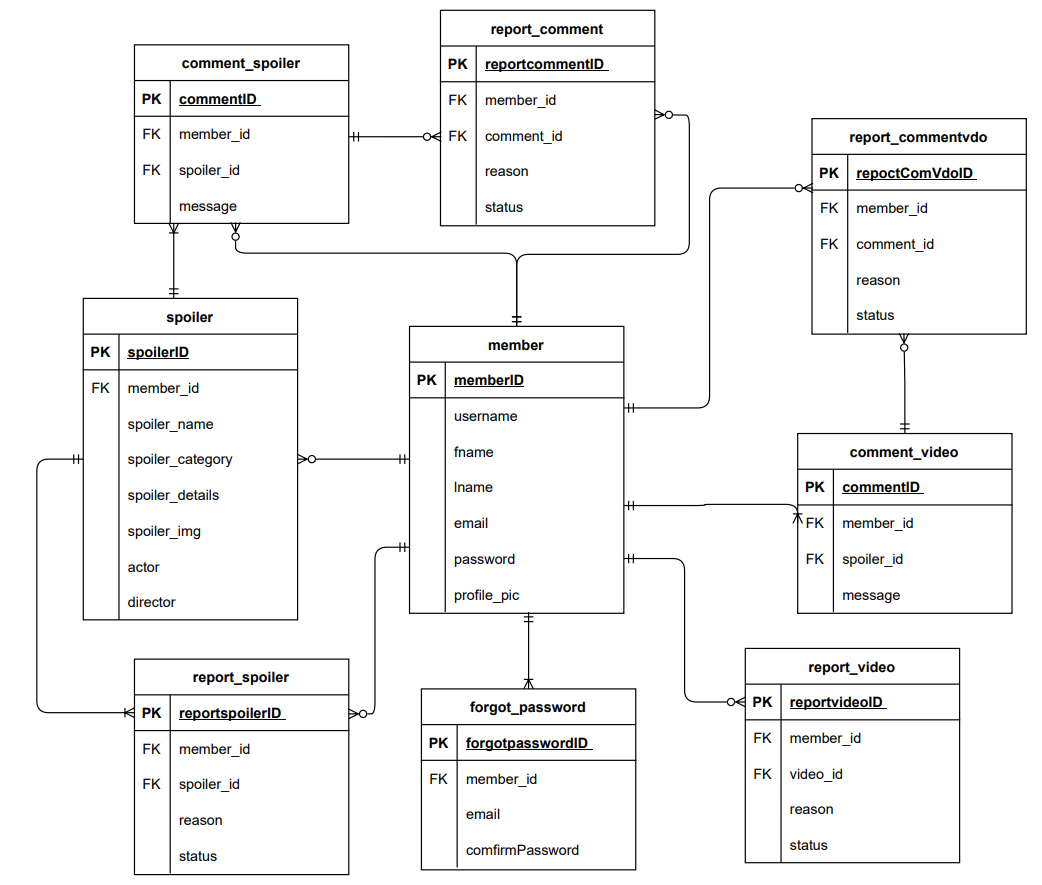 report_comment
PK reportcommentID
FK member_id
FK comment_id
reason
status
comment_spoiler
PK commentID
FK member_id
FK spoiler_id
message
report_commentvdo
PK repoctComVdoID
FK member_id
FK comment_id
reason
status
spoiler
PK spoilerID
FK member_id
spoiler_name
spoiler_category
spoiler_details
spoiler_img
actor
director
member
PK memberID
username
fname
lname
email
password
profile_pic
comment_video
PK commentID
FK member_id
FK spoiler_id
message
report_spoiler
PK reportspoilerID
FK member_id
FK spoiler_id
reason
status
forgot_password
PK forgotpasswordID
FK member_id
email
comfirmPassword
report_video
PK reportvideoID
FK member_id
FK video_id
reason
status